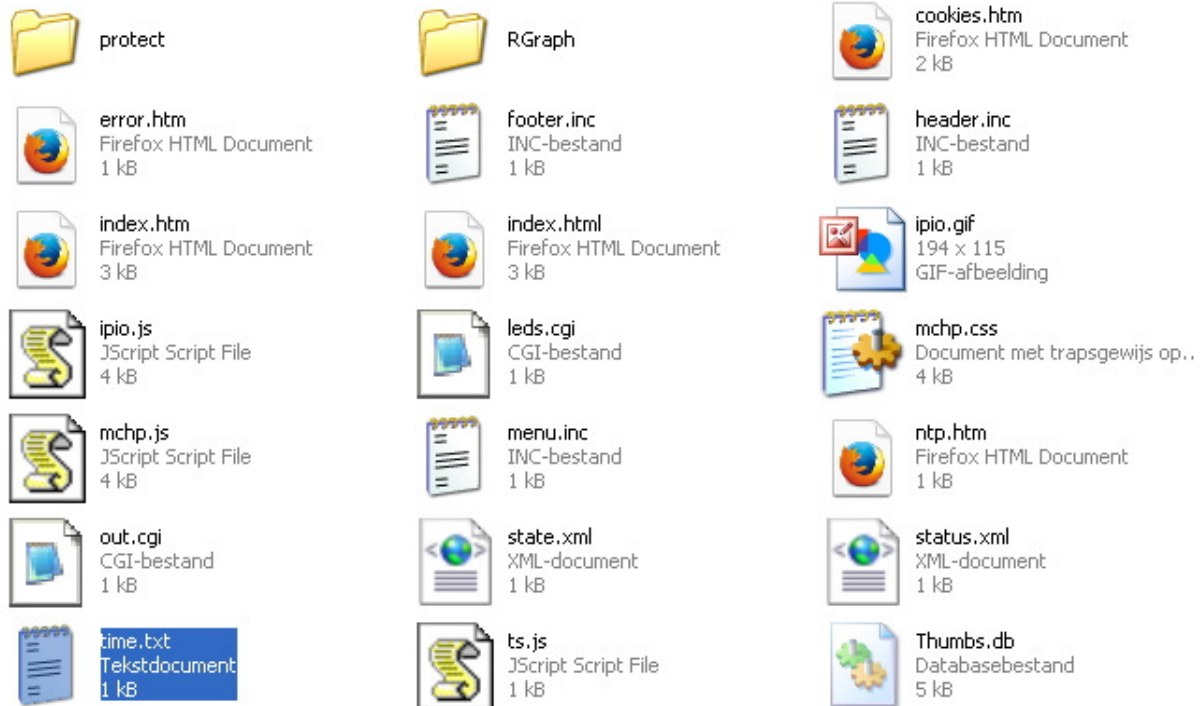 protect
RGraph
cookies.htm
Firefox HTML Document
2 kB
error.htm
Firefox HTML Document
1 kB
footer.inc
INC-bestand
1 kB
header.inc
INC-bestand
1 kB
index.htm
Firefox HTML Document
3 kB
index.html
Firefox HTML Document
3 kB
ipio.gif
194 x 115
GIF-afbeelding
ipio.js
JScript Script File
4 kB
leds.cgi
CGI-bestand
1 kB
mchp.css
Document met trapsgewijs op...
4 kB
mchp.js
JScript Script File
4 kB
menu.inc
INC-bestand
1 kB
ntp.htm
Firefox HTML Document
1 kB
out.cgi
CGI-bestand
1 kB
state.xml
XML-document
1 kB
status.xml
XML-document
1 kB
time.txt
Tekstdocument
1 kB
ts.js
JScript Script File
1 kB
Thumbs.db
Databasebestand
5 kB